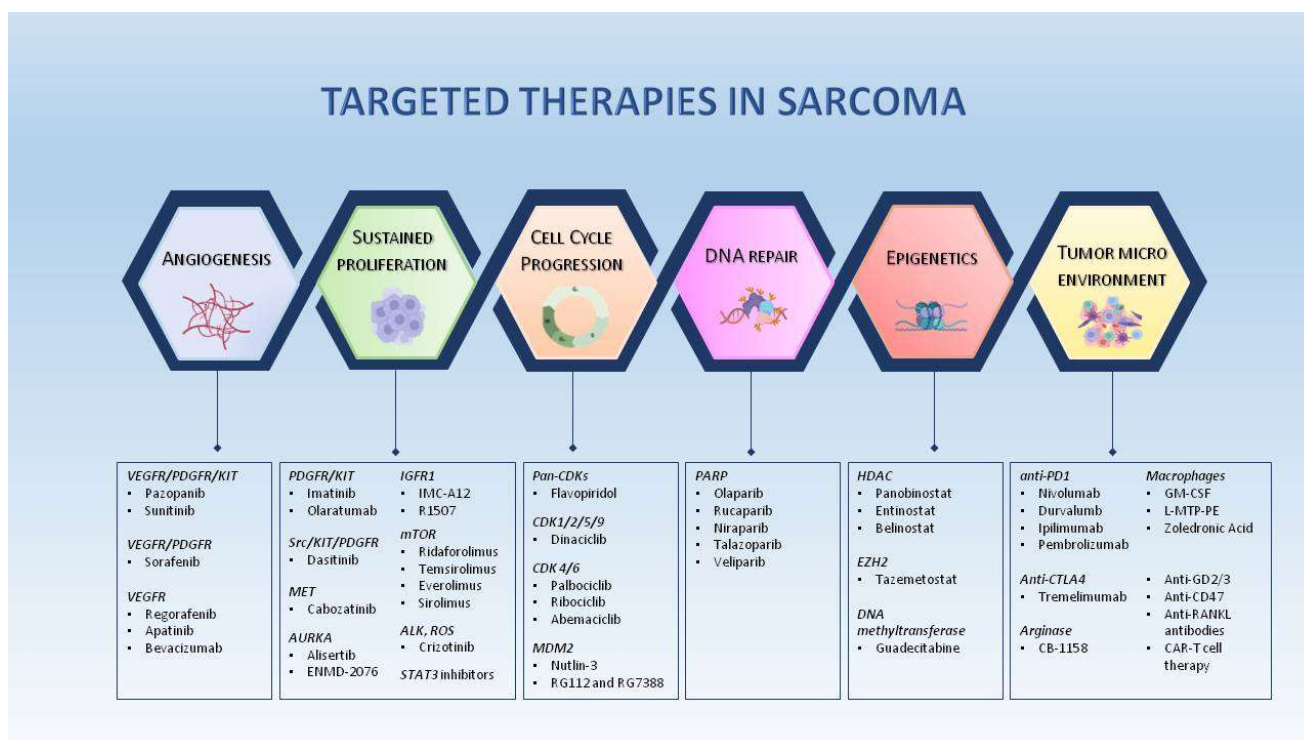 TARGETED THERAPIES IN SARCOMA
ANGIOGENESIS
SUSTAINED
PROLIFERATION
CELL CYCLE
PROGRESSION
DNA REPAIR
EPIGENETICS
TUMOR MICRO
ENVIRONMENT
VEGFR/PDGFR/KIT
▪ Pazopanib
▪ Sunitinib
VEGFR/PDGFR
▪ Sorafenib
VEGFR
▪ Regorafenib
▪ Apatinib
▪ Bevacizumab
PDGFR/KIT
▪ Imatinib
▪ Olaratumab
Src/KIT/PDGFR
▪ Dasitinib
MET
▪ Cabozatinib
AURKA
▪ Alisertib
▪ ENMD-2076
IGFR1
▪ IMC-A12
▪ R1507
mTOR
▪ Ridaforolimus
▪ Temsirolimus
▪ Everolimus
▪ Sirolimus
ALK, ROS
▪ Crizotinib
STAT3 inhibitors
Pan-CDKs
▪ Flavopiridol
CDK1/2/5/9
▪ Dinaciclib
CDK 4/6
▪ Palbociclib
▪ Ribociclib
▪ Abemaciclib
MDM2
▪ Nutlin-3
▪ RG112 and RG7388
PARP
▪ Olaparib
▪ Rucaparib
▪ Niraparib
▪ Talazoparib
▪ Veliparib
HDAC
▪ Panobinostat
▪ Entinostat
▪ Belinostat
EZH2
▪ Tazemetostat
DNA
methyltransferase
▪ Guadecitabine
anti-PD1
▪ Nivolumab
▪ Durvalumb
▪ Ipilimumab
▪ Pembrolizumab
Anti-CTLA4
▪ Tremelimumab
Arginase
▪ CB-1158
Macrophages
▪ GM-CSF
▪ L-MTP-PE
▪ Zoledronic Acid
▪ Anti-GD2/3
▪ Anti-CD47
▪ Anti-RANKL
antibodies
▪ CAR-T cell
therapy